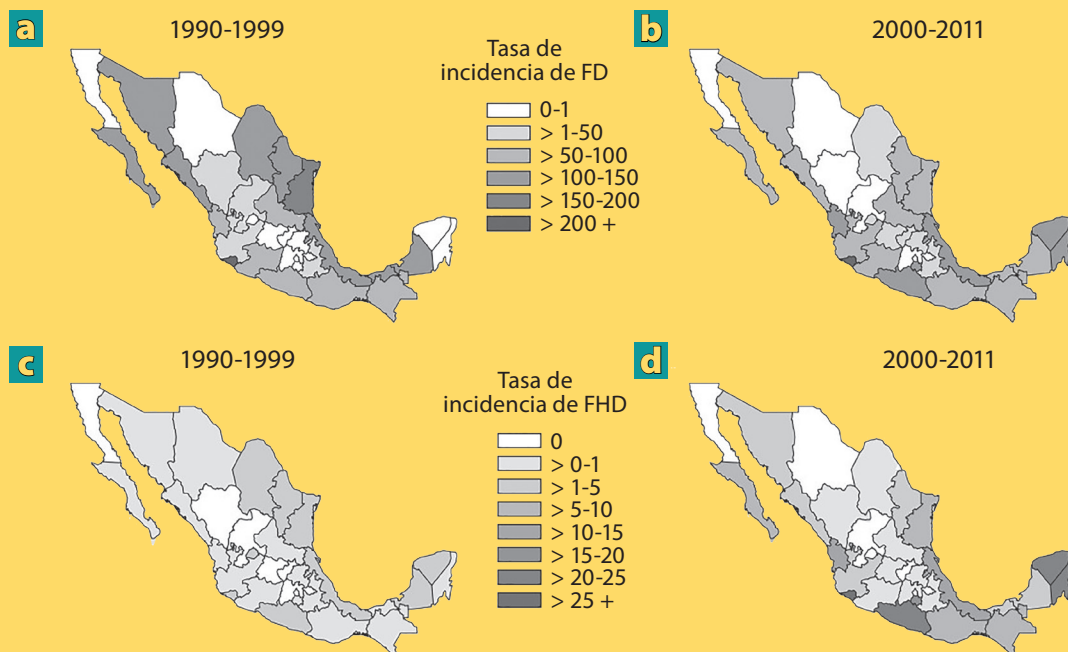 a
1990-1999
Tasa de
incidencia de FD
0-1
> 1-50
> 50-100
> 100-150
> 150-200
> 200 +
b
2000-2011
c
1990-1999
Tasa de
incidencia de FHD
0
> 0-1
> 1-5
> 5-10
> 10-15
> 15-20
> 20-25
> 25 +
d
2000-2011